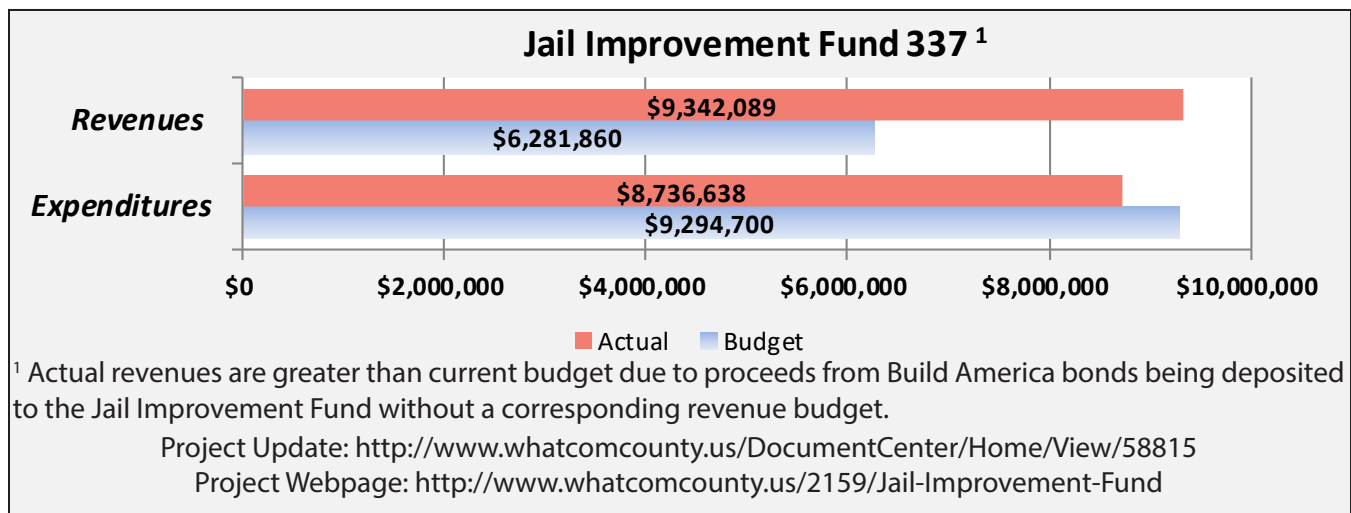 Jail Improvement Fund 337 ¹
Revenues
$9,342,089
$6,281,860
Expenditures
$8,736,638
$9,294,700
$0 $2,000,000 $4,000,000 $6,000,000 $8,000,000 $10,000,000
Actual Budget
¹ Actual revenues are greater than current budget due to proceeds from Build America bonds being deposited
to the Jail Improvement Fund without a corresponding revenue budget.
Project Update: http://www.whatcomcounty.us/DocumentCenter/Home/View/58815
Project Webpage: http://www.whatcomcounty.us/2159/Jail-Improvement-Fund